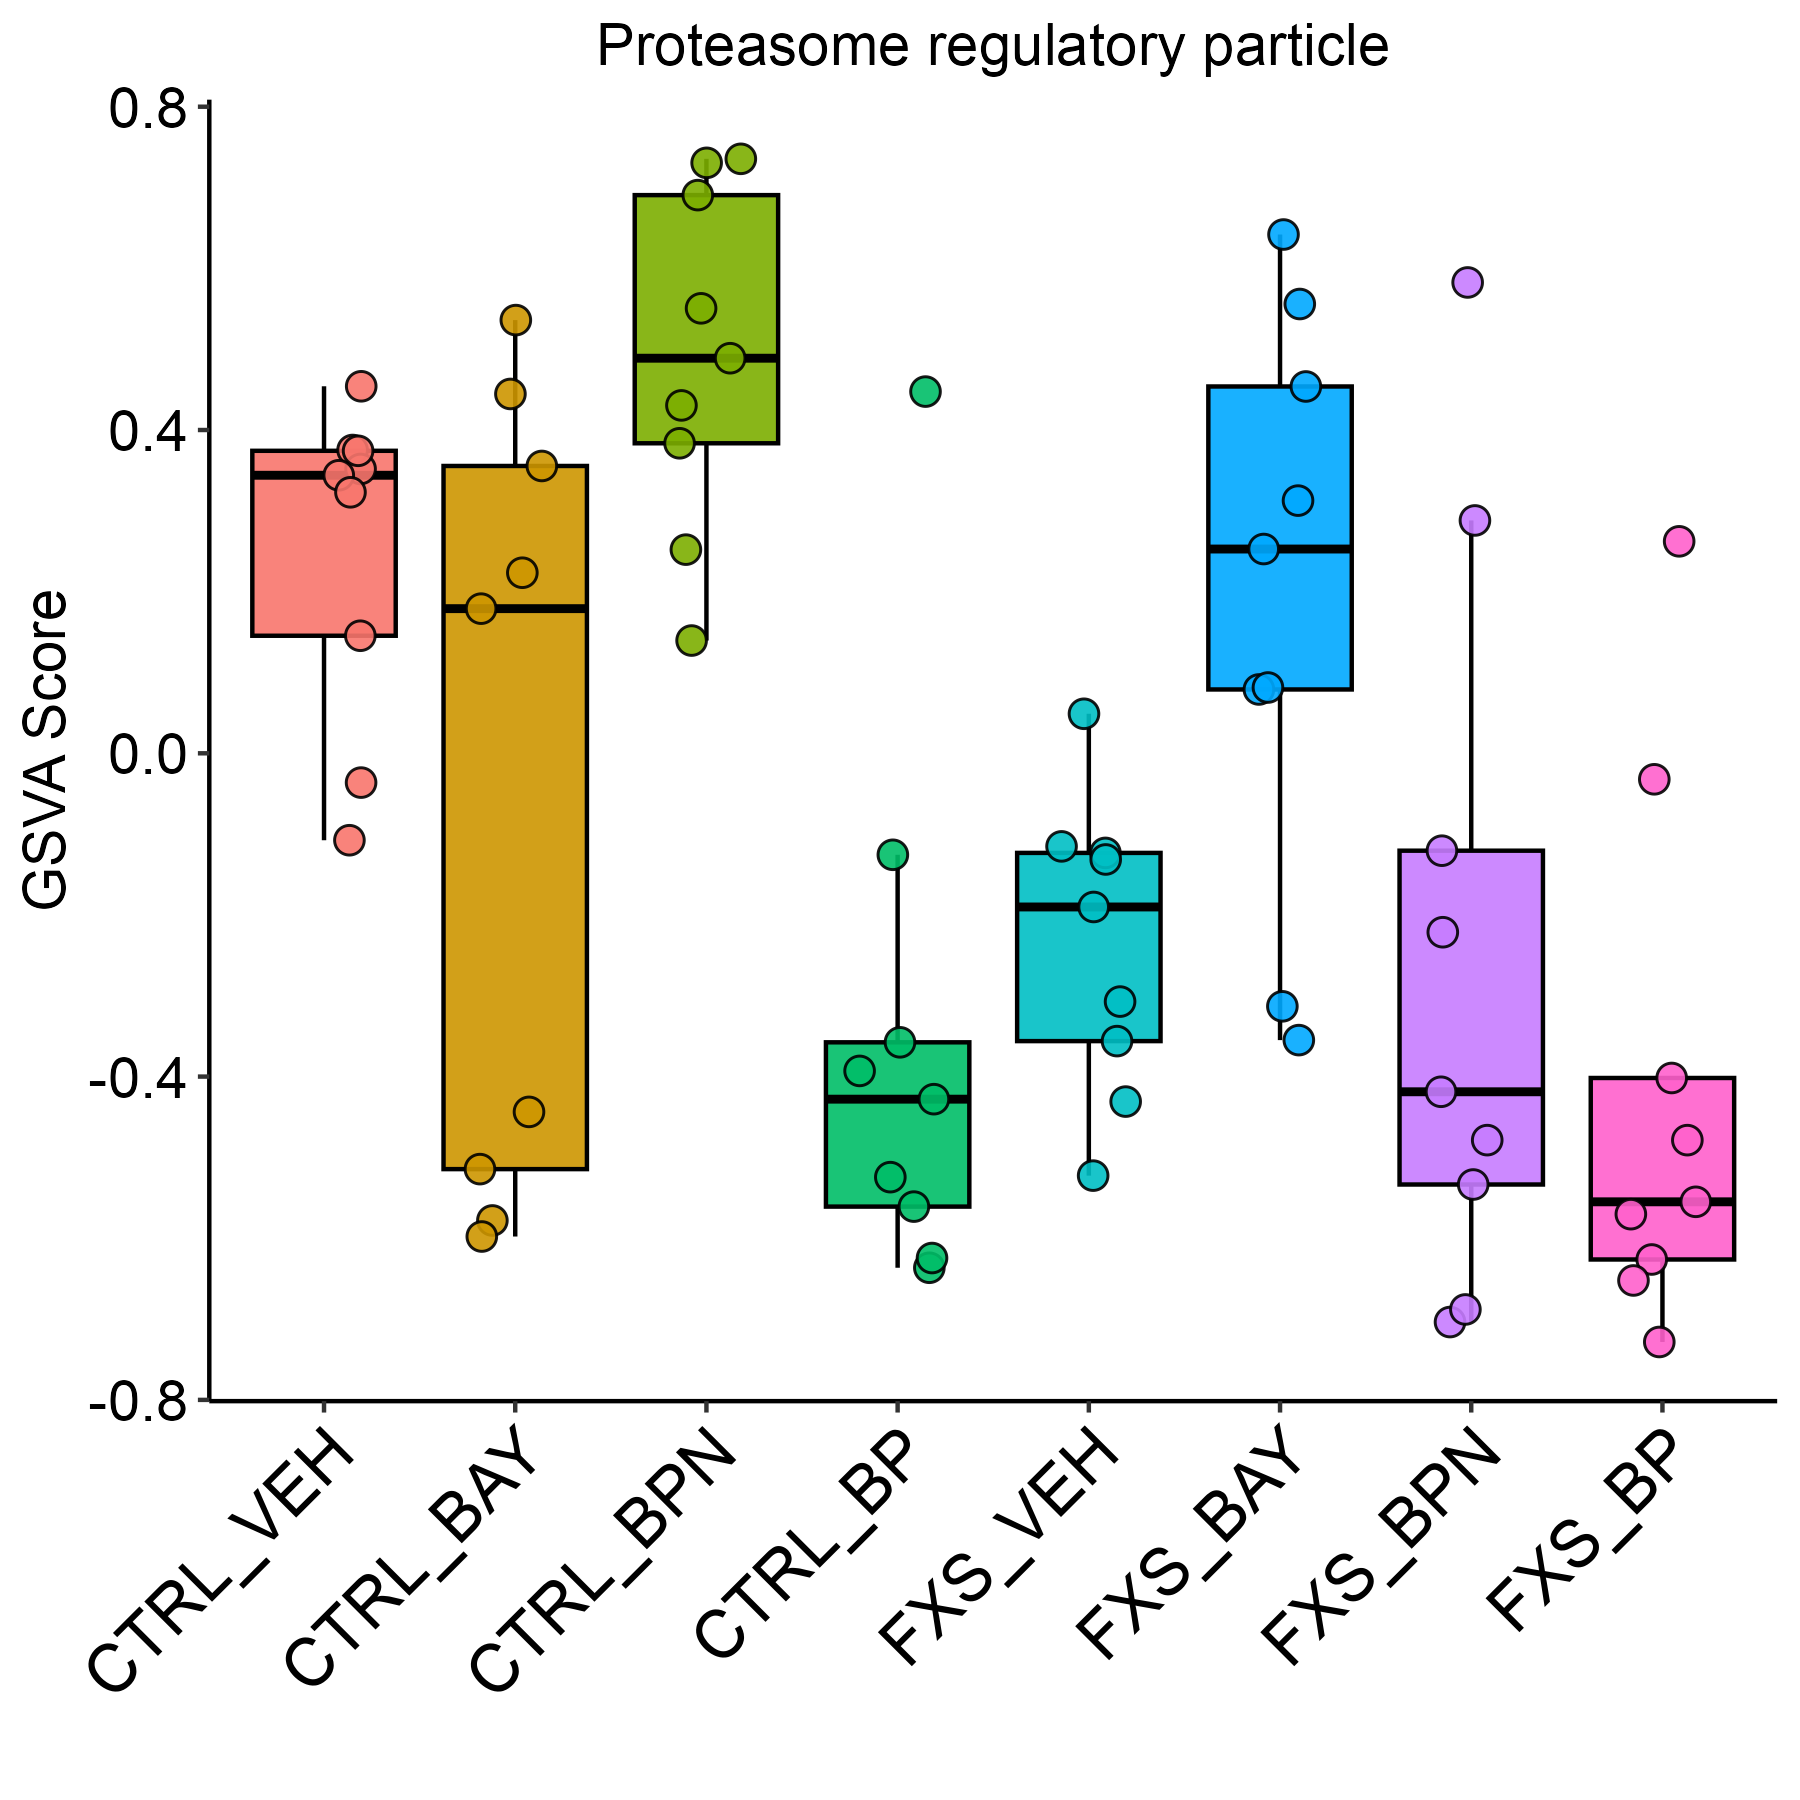 Proteasome regulatory particle
GSVA Score
0.8
0.4
0.0
-0.4
-0.8
CTRL_VEH
CTRL_BAY
CTRL_BPN
CTRL_BP
FXS_VEH
FXS_BAY
FXS_BPN
FXS_BP